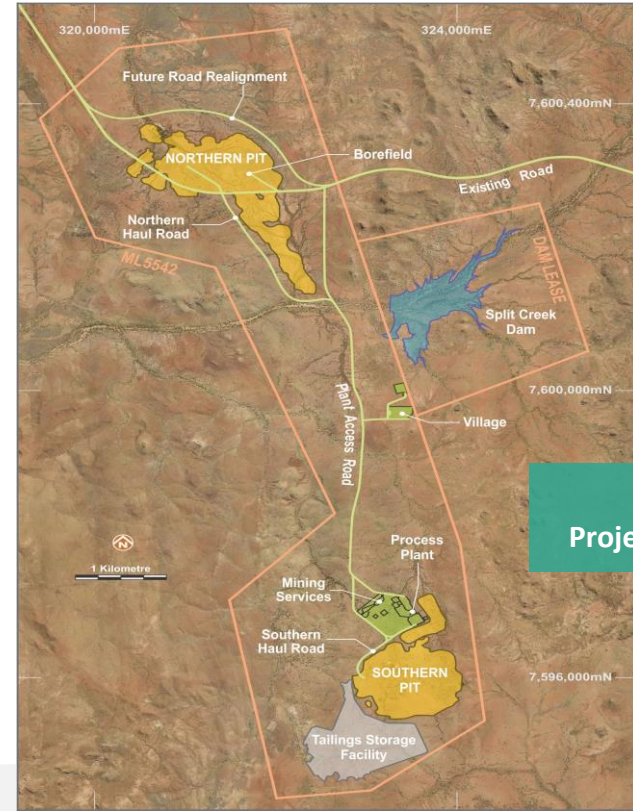 320,000mE
324,000mE
Future Road Realignment
7,600,400mN
NORTHERN PIT
Borefield
Existing Road
Northern
Haul Road
ML5542
DAM LEASE
Split Creek
Dam
7,600,000mN
Plant Access Road
Village
N
1 Kilometre
Process
Plant
Proje
Mining
Services
Southern
Haul Road
SOUTHERN
PIT
7,596,000mN
Tailings Storage
Facility